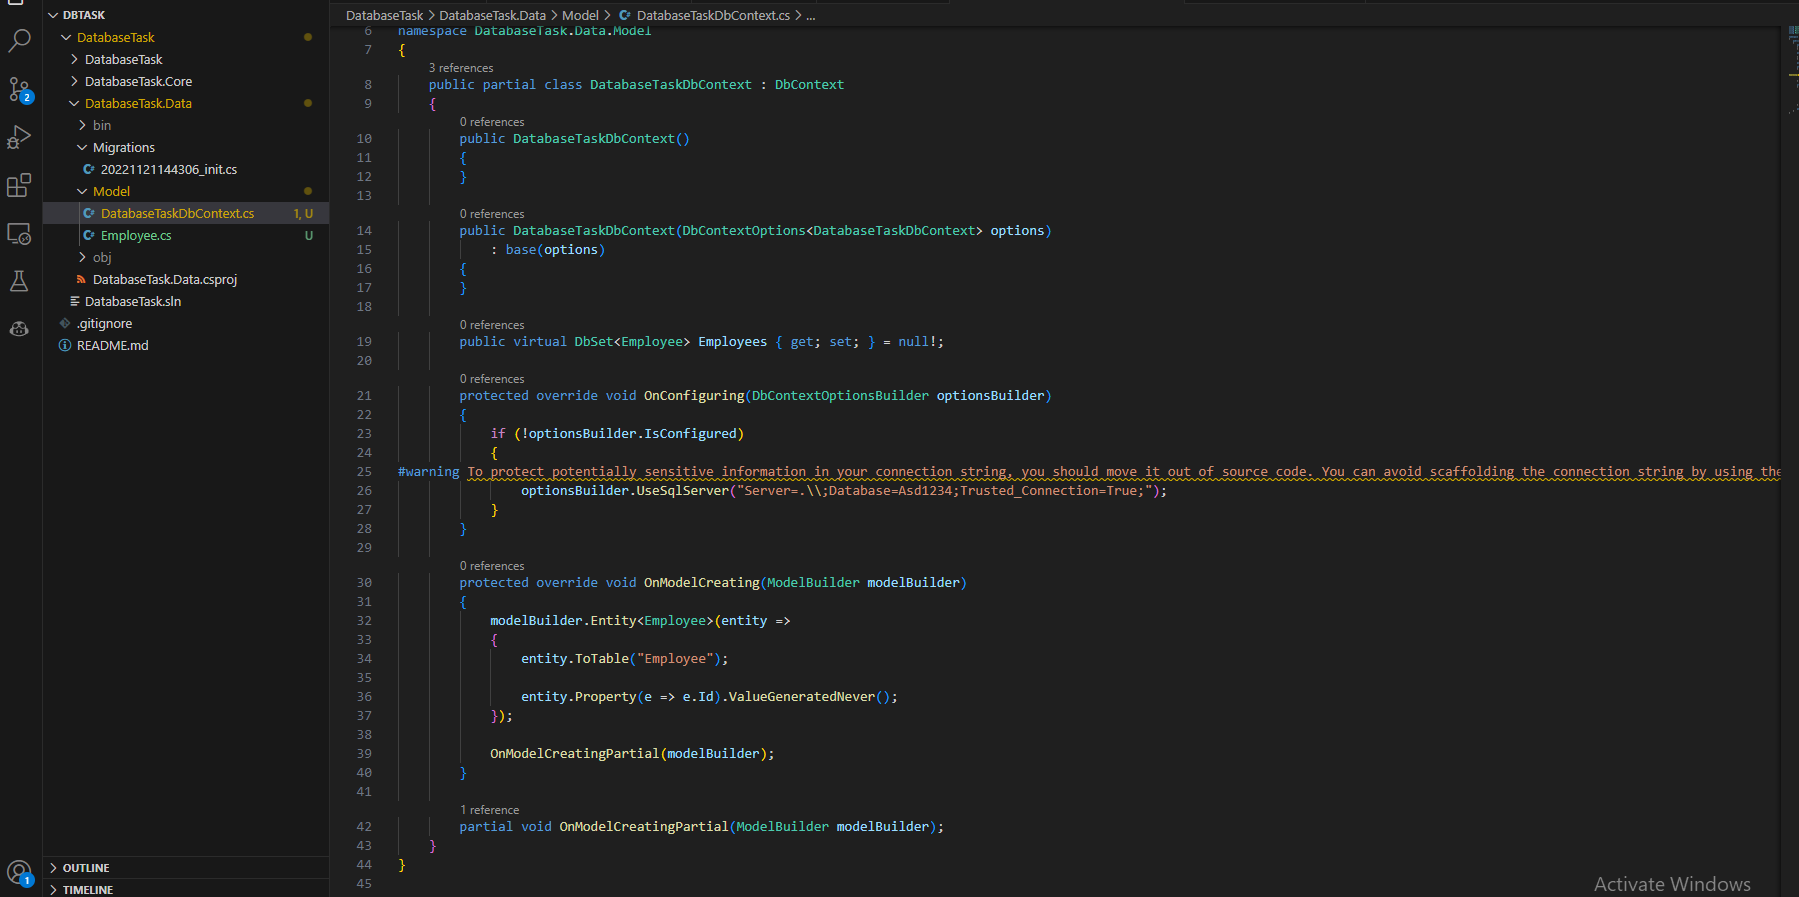 DBTASK
DatabaseTask
DatabaseTask
DatabaseTask.Core
DatabaseTask.Data
bin
Migrations
20221121144306_init.cs
Model
DatabaseTaskDbContext.cs 1, U
Employee.cs U
obj
DatabaseTask.Data.csproj
DatabaseTask.sln
.gitignore
README.md
OUTLINE
TIMELINE
2
1
DatabaseTask > DatabaseTask.Data > Model > DatabaseTaskDbContext.cs > ...
6 namespace DatabaseTask.Data.Model
7 {
3 references
8 public partial class DatabaseTaskDbContext : DbContext
9 {
0 references
10 public DatabaseTaskDbContext()
11 {
12 }
13
0 references
14 public DatabaseTaskDbContext(DbContextOptions<DatabaseTaskDbContext> options)
15 : base(options)
16 {
17 }
18
0 references
19 public virtual DbSet<Employee> Employees { get; set; } = null!;
20
0 references
21 protected override void OnConfiguring(DbContextOptionsBuilder optionsBuilder)
22 {
23 if (!optionsBuilder.IsConfigured)
24 {
25 #warning To protect potentially sensitive information in your connection string, you should move it out of source code. You can avoid scaffolding the connection string by using the
26 optionsBuilder.UseSqlServer("Server=.\\;Database=Asd1234;Trusted_Connection=True;");
27 }
28 }
29
0 references
30 protected override void OnModelCreating(ModelBuilder modelBuilder)
31 {
32 modelBuilder.Entity<Employee>(entity =>
33 {
34 entity.ToTable("Employee");
35
36 entity.Property(e => e.Id).ValueGeneratedNever();
37 });
38
39 OnModelCreatingPartial(modelBuilder);
40 }
41
1 reference
42 partial void OnModelCreatingPartial(ModelBuilder modelBuilder);
43 }
44 }
45
Activate Windows